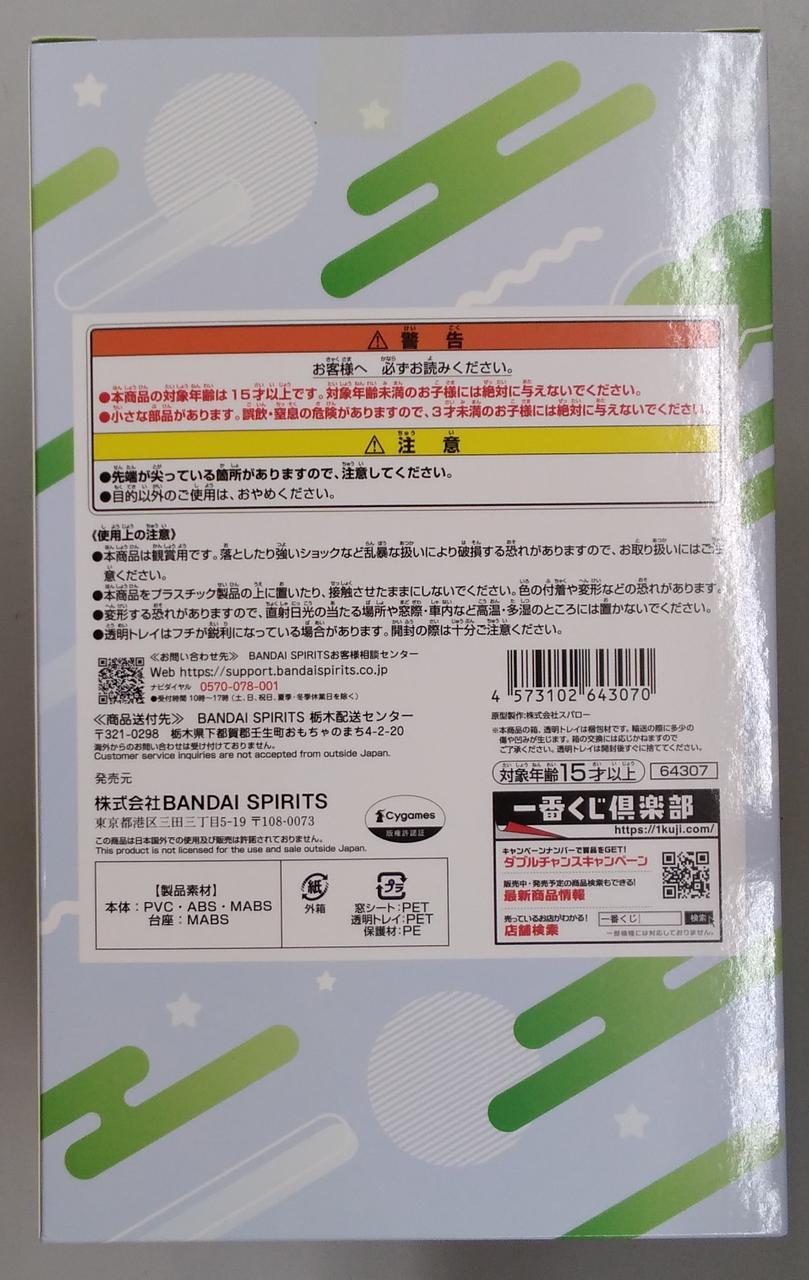 ⚠警告
お客様へ 必ずお読みください。
●本商品の対象年齢は15才以上です。対象年齢未満のお子様には絶対に与えないでください。
●小さな部品があります。誤飲・窒息の危険がありますので、3才未満のお子様には絶対に与えないでください。
⚠注意
●先端が尖っている箇所がありますので、注意してください。
●目的以外のご使用は、おやめください。
《使用上の注意》
●本商品は観賞用です。落としたり強いショックなど乱暴な扱いにより破損する恐れがありますので、お取り扱いにはご注
意ください。
●本商品をプラスチック製品の上に置いたり、接触させたままにしないでください。色の付着や変形などの恐れがあります。
●変形する恐れがありますので、直射日光の当たる場所や窓際・車内など高温・多湿のところには置かないでください。
●透明トレイはフチが鋭利になっている場合があります。開封の際は十分ご注意ください。
≪お問い合わせ先≫ BANDAI SPIRITSお客様相談センター
Web https://support.bandaispirits.co.jp
ナビダイヤル 0570-078-001
●受付時間 10時〜17時 (土、日、祝日、夏季・冬季休業日を除く)
≪商品送付先≫ BANDAI SPIRITS 栃木配送センター
〒321-0298 栃木県下都賀郡壬生町おもちゃのまち4-2-20
海外からのお問い合わせは受け付けておりません。
Customer service inquiries are not accepted from outside Japan.
発売元
株式会社BANDAI SPIRITS
東京都港区三田三丁目5-19 〒108-0073
この商品は日本国外での使用及び販売は許諾されておりません。
This product is not licensed for the use and sale outside Japan.
Cygames
版権許諾証
【製品素材】
本体:PVC・ABS・MABS
台座:MABS
紙
外箱
プラ
窓シート:PET
透明トレイ:PET
保護材:PE
4 573102 643070
原型製作:株式会社スパロー
※本商品の箱、透明トレイは梱包材です。輸送の際に多少の
傷や凹みが生じます。箱の交換には応じかねますので
ご了承ください。透明トレイは開封後すぐに捨ててください。
対象年齢15才以上
64307
一番くじ倶楽部
https://1kuji.com/
キャンペーンナンバーで賞品をGET!
ダブルチャンスキャンペーン
販売中・発売予定の商品検索もできる!
最新商品情報
売っているお店がわかる!
店舗検索
一番くじ
検索
一部機種には対応しておりません。